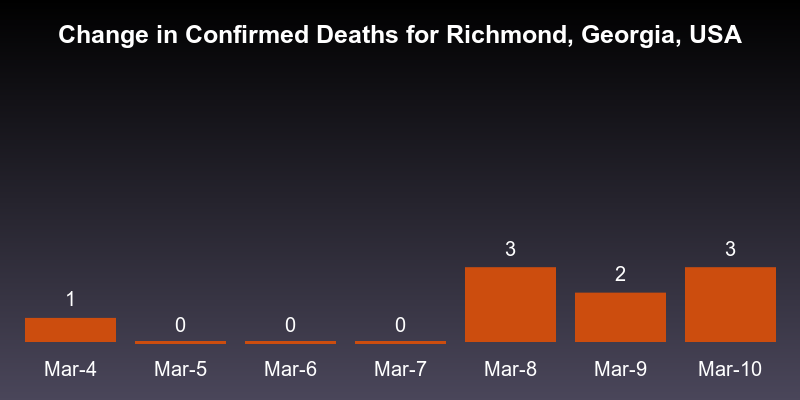 Change in Confirmed Deaths for Richmond, Georgia, USA
1
0
0
0
3
2
3
Mar-4
Mar-5
Mar-6
Mar-7
Mar-8
Mar-9
Mar-10